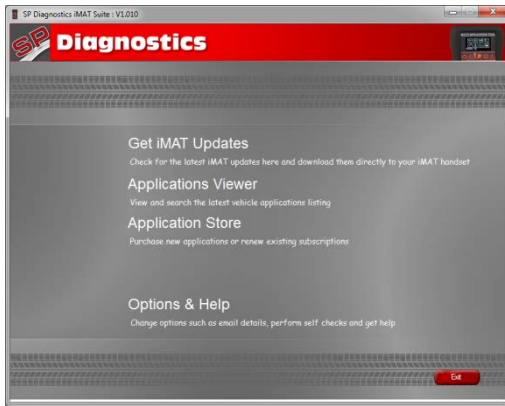 SP Diagnostics iMAT Suite : V1.010
SP Diagnostics
Get iMAT Updates
Check for the latest iMAT updates here and download them directly to your iMAT handset
Applications Viewer
View and search the latest vehicle applications listing
Application Store
Purchase new applications or renew existing subscriptions
Options & Help
Change options such as email details, perform self checks and get help
Exit